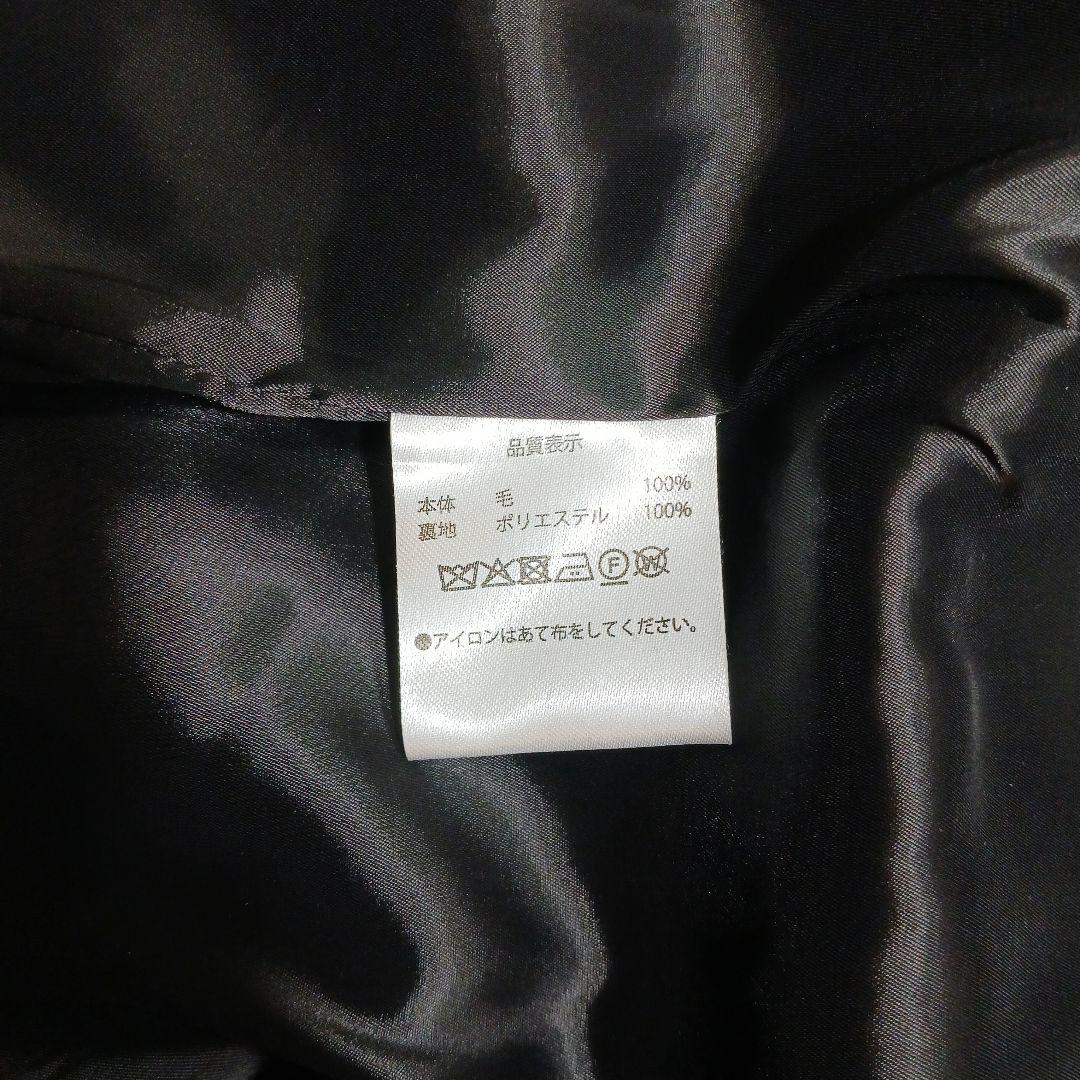 品質表示
本体 毛 100%
裏地 ポリエステル 100%
F W
●アイロンはあて布をしてください。